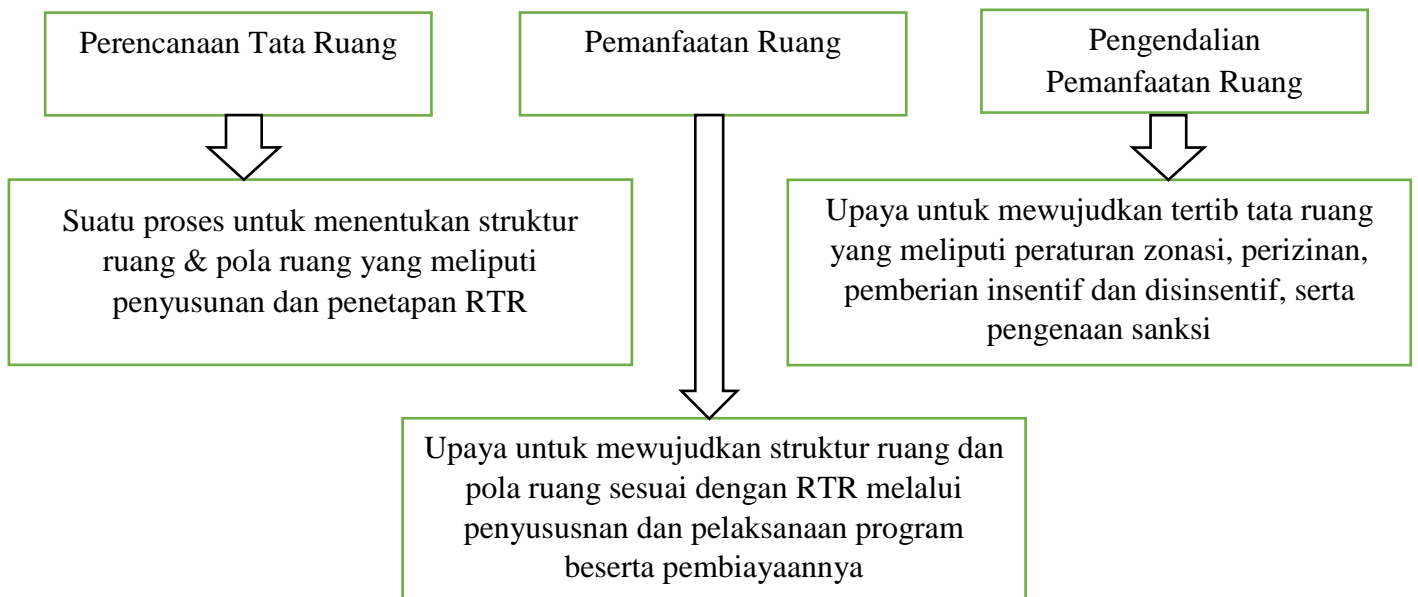 Perencanaan Tata Ruang
Pemanfaatan Ruang
Pengendalian
Pemanfaatan Ruang
Suatu proses untuk menentukan struktur
ruang & pola ruang yang meliputi
penyusunan dan penetapan RTR
Upaya untuk mewujudkan tertib tata ruang
yang meliputi peraturan zonasi, perizinan,
pemberian insentif dan disinsentif, serta
pengenaan sanksi
Upaya untuk mewujudkan struktur ruang dan
pola ruang sesuai dengan RTR melalui
penyususnan dan pelaksanaan program
beserta pembiayaannya